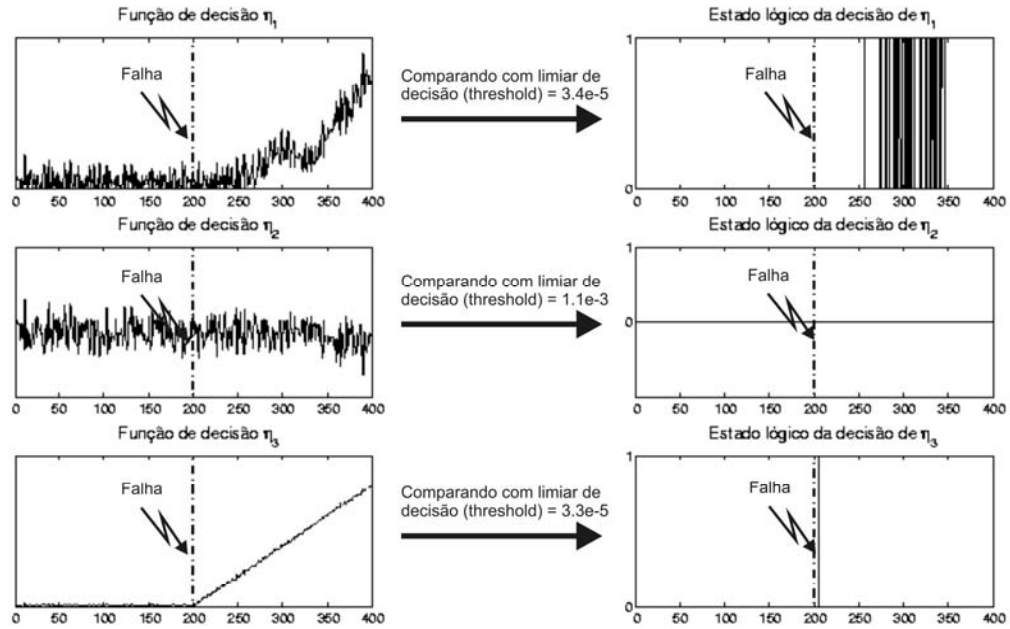 Função de decisão η1
Estado lógico da decisão de η1
1
Falha
Comparando com limiar de
decisão (threshold) = 3.4e-5
Falha
0
0 50 100 150 200 250 300 350 400
0 50 100 150 200 250 300 350 400
Função de decisão η2
Estado lógico da decisão de η2
1
Falha
Comparando com limiar de
decisão (threshold) = 1.1e-3
Falha
0
0 50 100 150 200 250 300 350 400
0 50 100 150 200 250 300 350 400
Função de decisão η3
Estado lógico da decisão de η3
1
Falha
Comparando com limiar de
decisão (threshold) = 3.3e-5
Falha
0
0 50 100 150 200 250 300 350 400
0 50 100 150 200 250 300 350 400